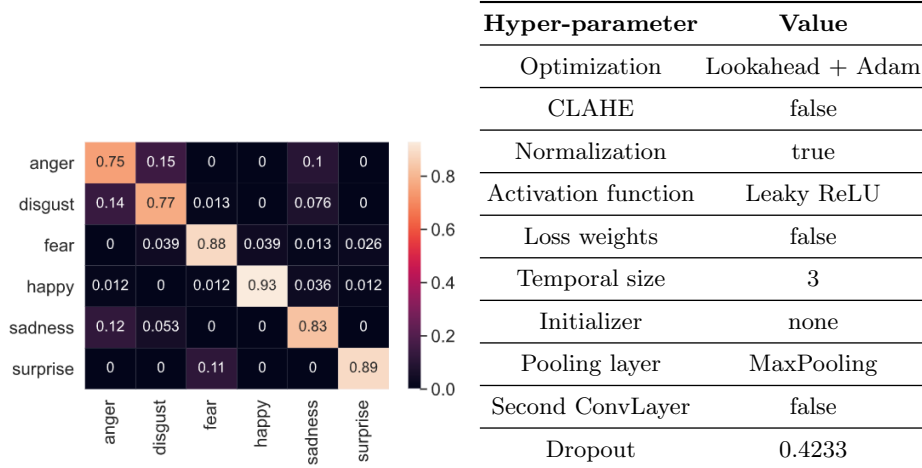 anger 0.75 0.15 0 0 0.1 0
disgust 0.14 0.77 0.013 0 0.076 0
fear 0 0.039 0.88 0.039 0.013 0.026
happy 0.012 0 0.012 0.93 0.036 0.012
sadness 0.12 0.053 0 0 0.83 0
surprise 0 0 0.11 0 0 0.89
anger disgust fear happy sadness surprise
0.8
0.6
0.4
0.2
0.0
Hyper-parameter Value
Optimization Lookahead + Adam
CLAHE false
Normalization true
Activation function Leaky ReLU
Loss weights false
Temporal size 3
Initializer none
Pooling layer MaxPooling
Second ConvLayer false
Dropout 0.4233